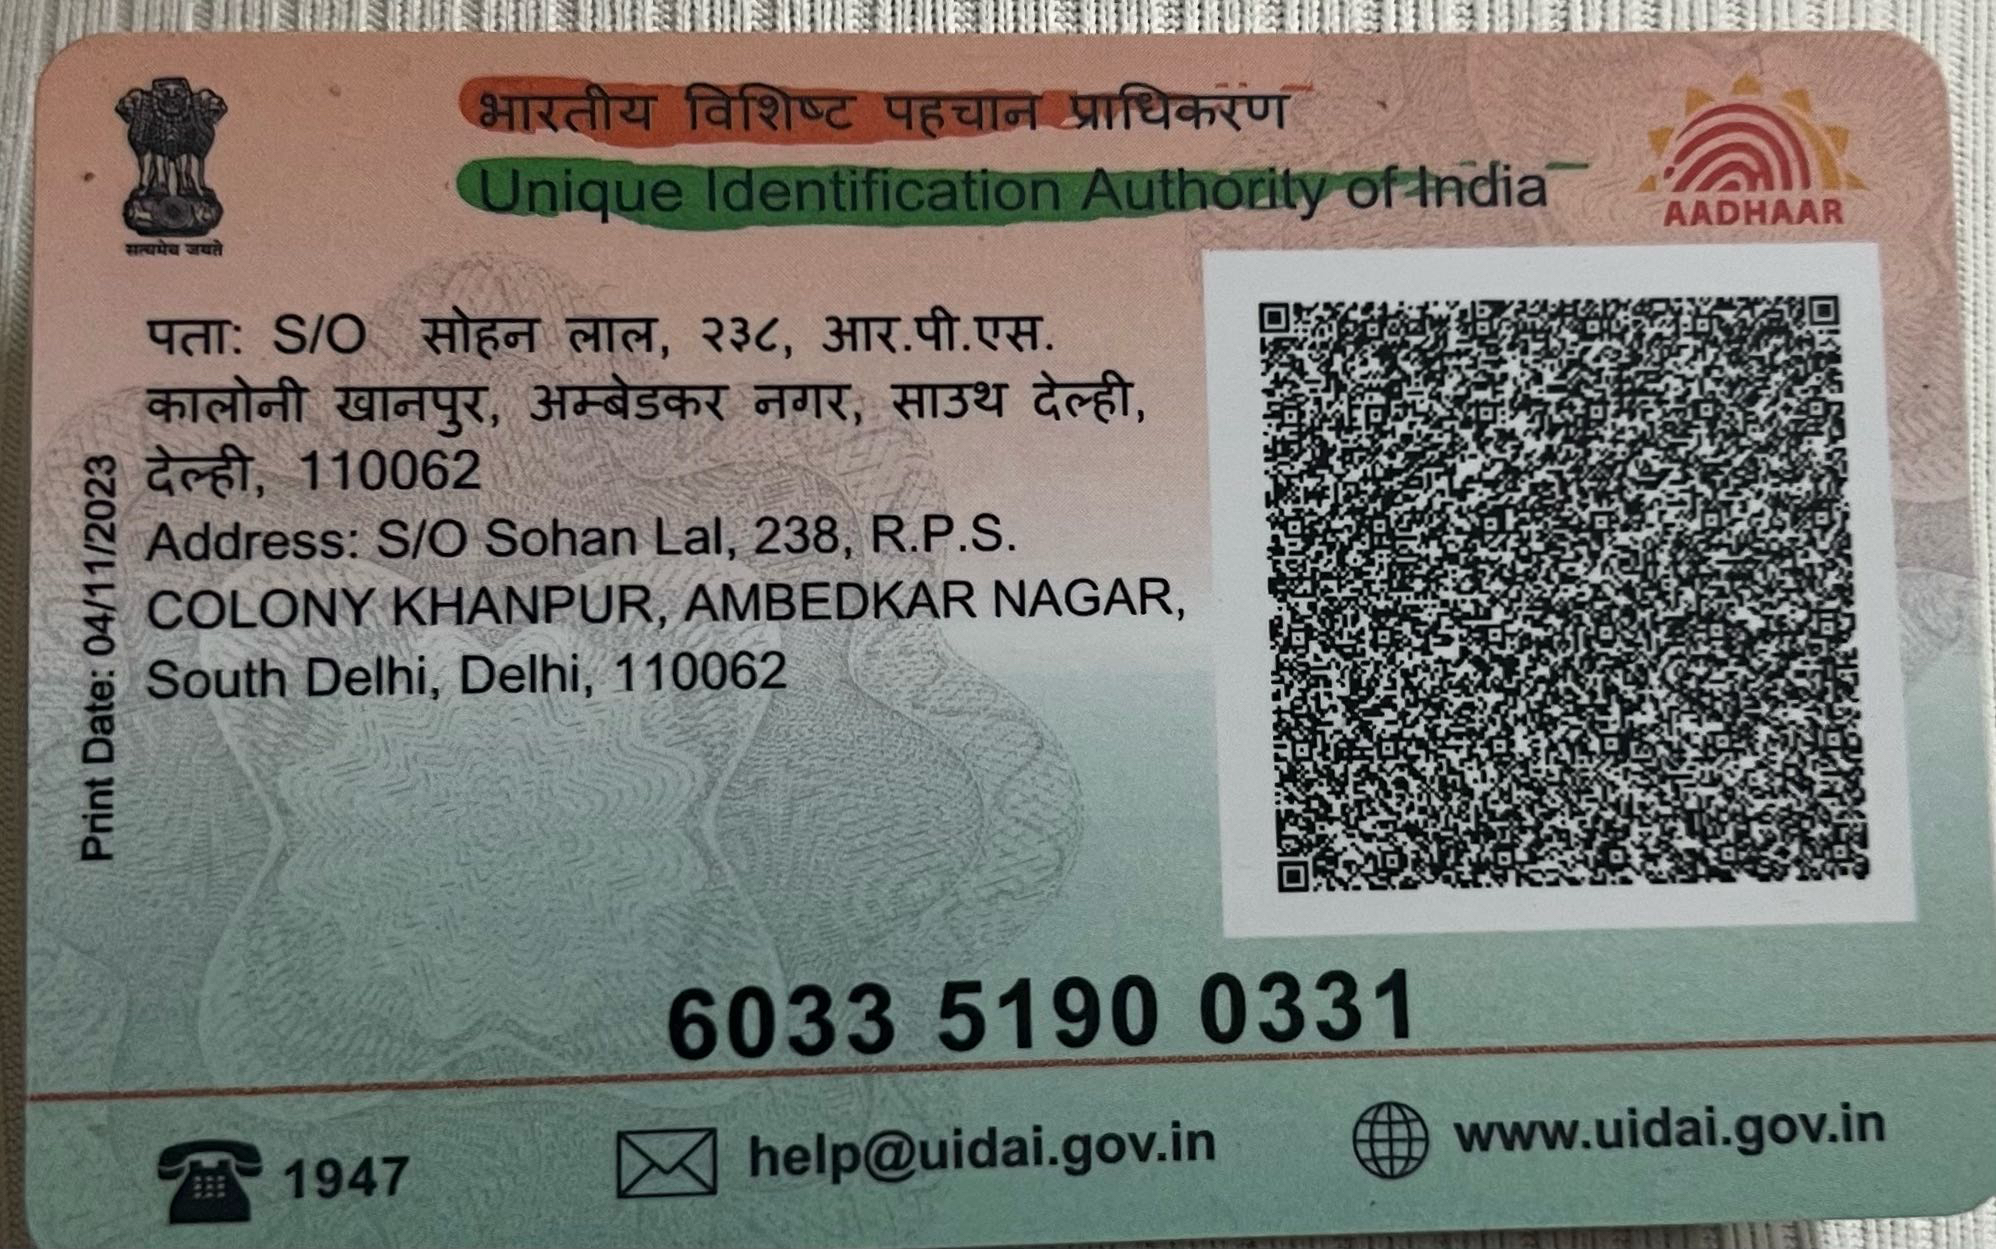 भारतीय विशिष्ट पहचान प्राधिकरण
Unique Identification Authority of India
सत्यमेव जयते
AADHAAR
पता: S/O सोहन लाल, २३८, आर.पी.एस.
कालोनी खानपुर, अम्बेडकर नगर, साउथ देल्ही,
देल्ही, 110062
Address: S/O Sohan Lal, 238, R.P.S.
COLONY KHANPUR, AMBEDKAR NAGAR,
South Delhi, Delhi, 110062
Print Date: 04/11/2023
6033 5190 0331
1947
help@uidai.gov.in
www.uidai.gov.in